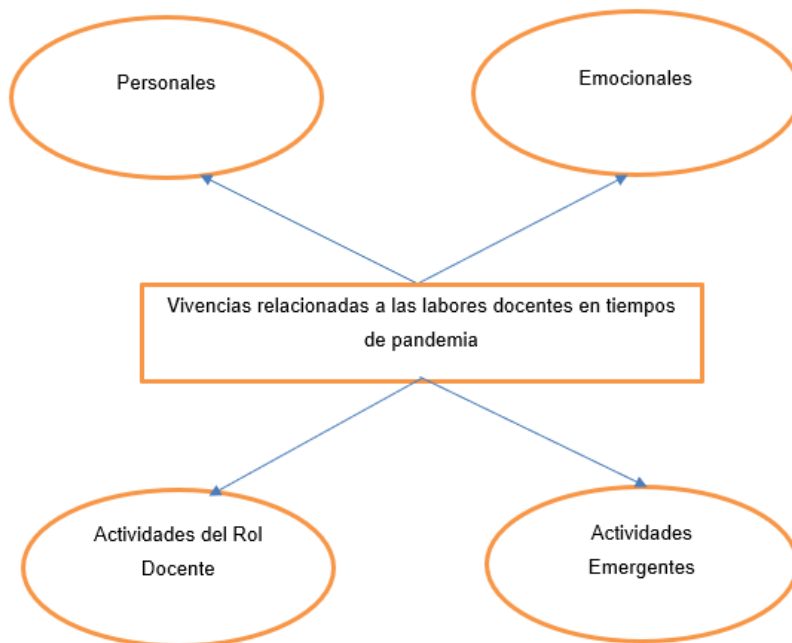 Personales
Emocionales
Vivencias relacionadas a las labores docentes en tiempos
de pandemia
Actividades del Rol
Docente
Actividades
Emergentes